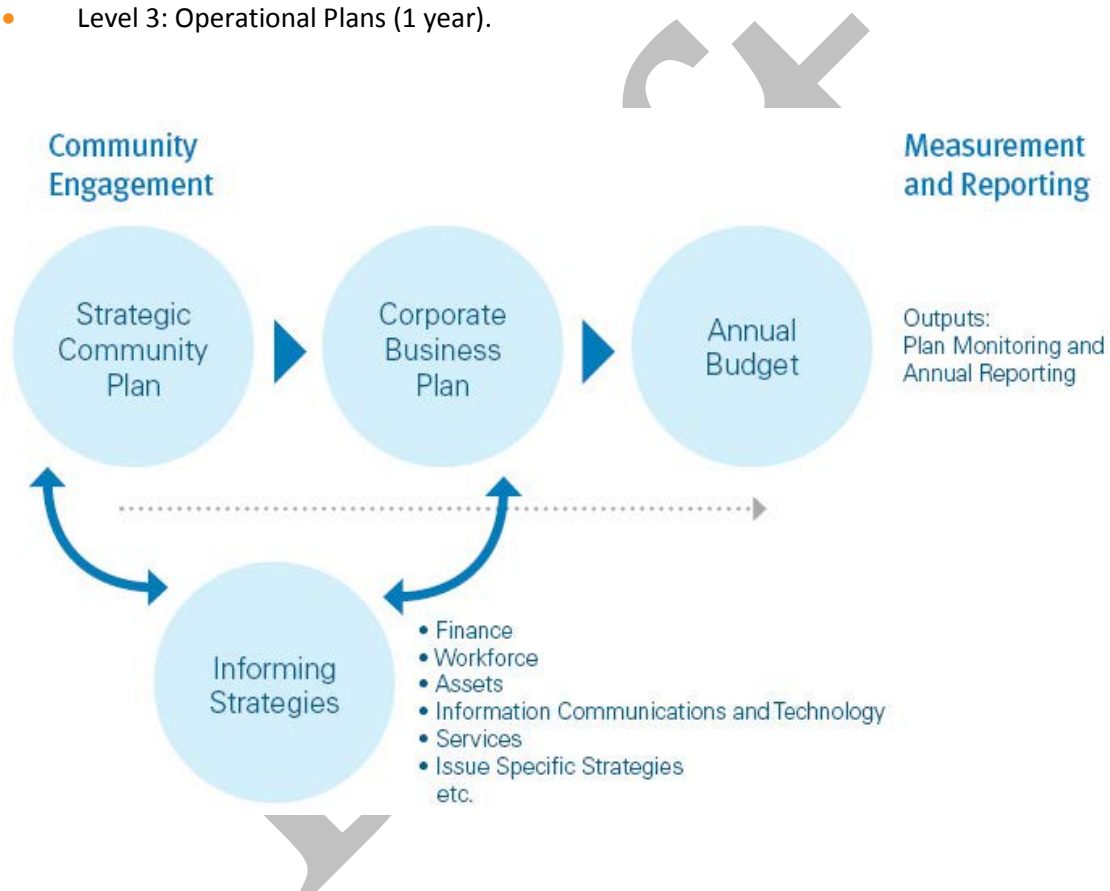 • Level 3: Operational Plans (1 year).
Community
Engagement
Measurement
and Reporting
Strategic
Community
Plan
Corporate
Business
Plan
Annual
Budget
Outputs:
Plan Monitoring and
Annual Reporting
Informing
Strategies
• Finance
• Workforce
• Assets
• Information Communications and Technology
• Services
• Issue Specific Strategies
etc.